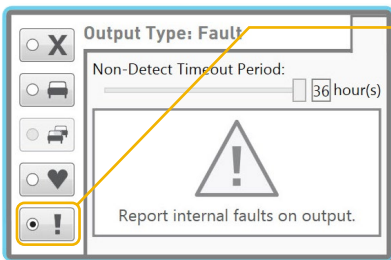 Output Type: Fault
Non-Detect Timeout Period:
36 hour(s)
Report internal faults on output.